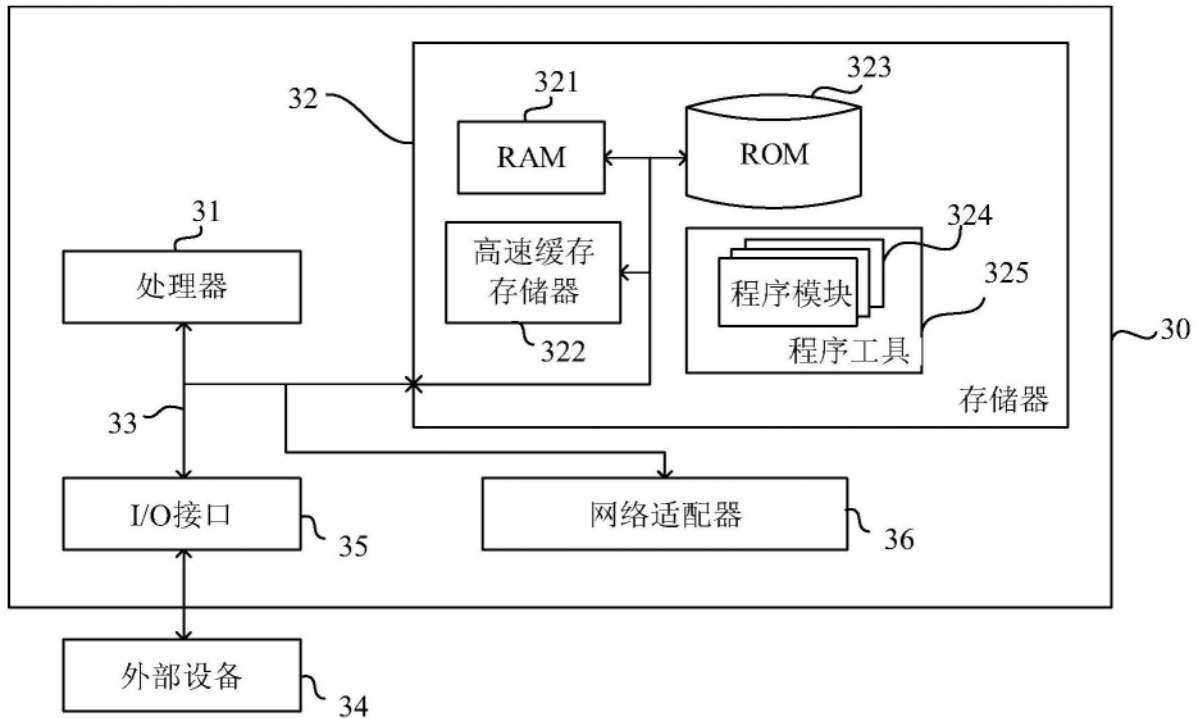 32
321
323
RAM
ROM
31
处理器
高速缓存
存储器
322
324
程序模块
325
程序工具
30
存储器
33
I/O接口
35
网络适配器
36
外部设备
34